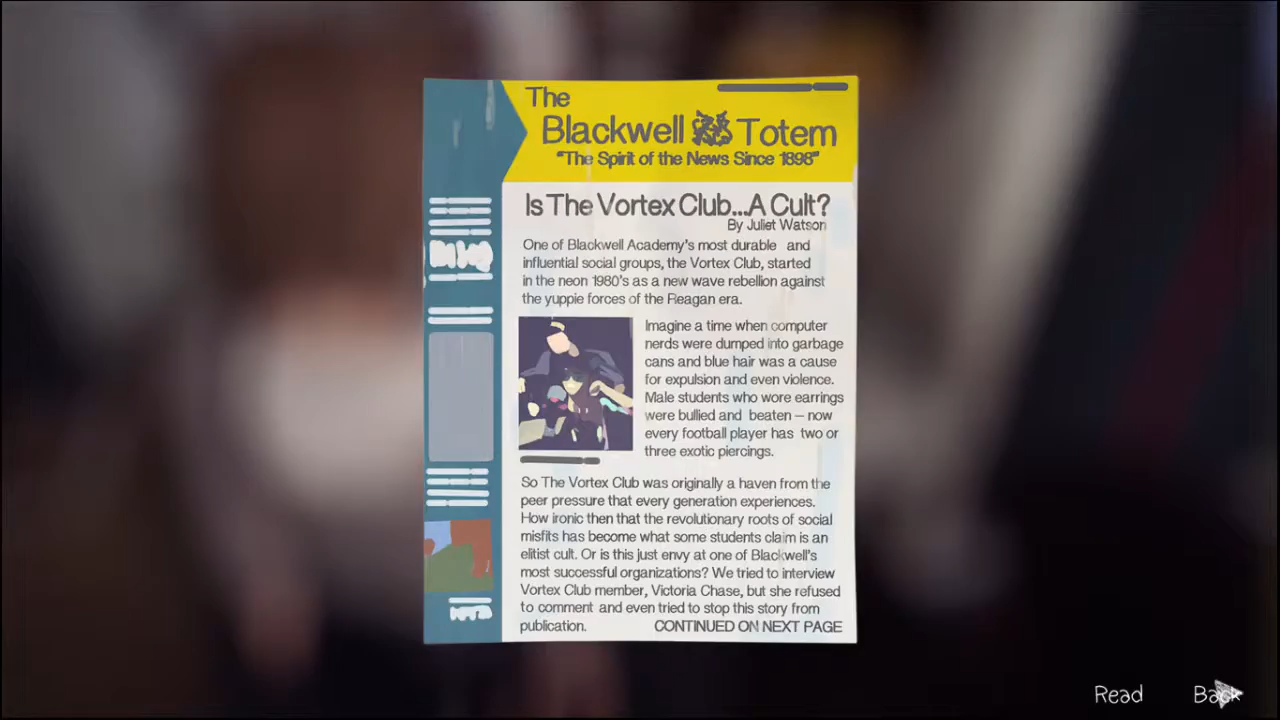 The
Blackwell Totem
"The Spirit of the News Since 1898"
Is The Vortex Club...A Cult?
By Juliet Watson
One of Blackwell Academy's most durable and
influential social groups, the Vortex Club, started
in the neon 1980's as a new wave rebellion against
the yuppie forces of the Reagan era.
Imagine a time when computer
nerds were dumped into garbage
cans and blue hair was a cause
for expulsion and even violence.
Male students who wore earrings
were bullied and beaten – now
every football player has two or
three exotic piercings.
So The Vortex Club was originally a haven from the
peer pressure that every generation experiences.
How ironic then that the revolutionary roots of social
misfits has become what some students claim is an
elitist cult. Or is this just envy at one of Blackwell's
most successful organizations? We tried to interview
Vortex Club member, Victoria Chase, but she refused
to comment and even tried to stop this story from
publication. CONTINUED ON NEXT PAGE
Read Back